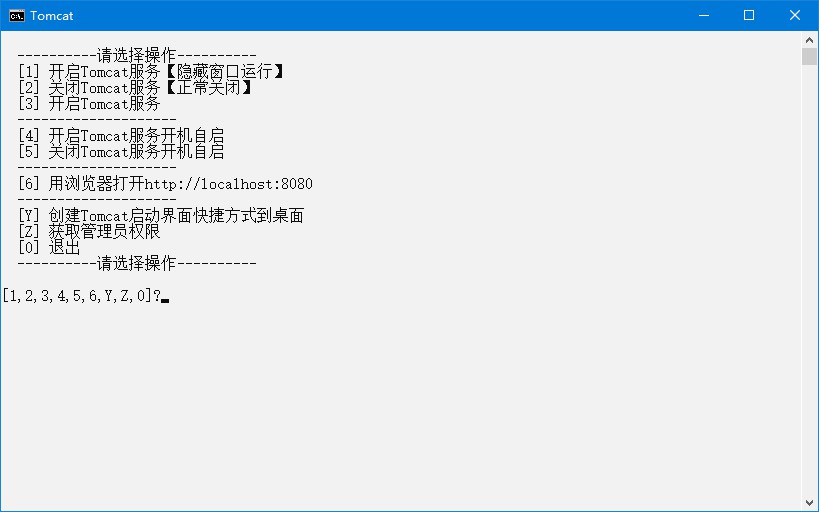 Tomcat
----------请选择操作----------
[1] 开启Tomcat服务【隐藏窗口运行】
[2] 关闭Tomcat服务【正常关闭】
[3] 开启Tomcat服务
--------------------
[4] 开启Tomcat服务开机自启
[5] 关闭Tomcat服务开机自启
--------------------
[6] 用浏览器打开http://localhost:8080
--------------------
[Y] 创建Tomcat启动界面快捷方式到桌面
[Z] 获取管理员权限
[0] 退出
----------请选择操作----------
[1,2,3,4,5,6,Y,Z,0]?